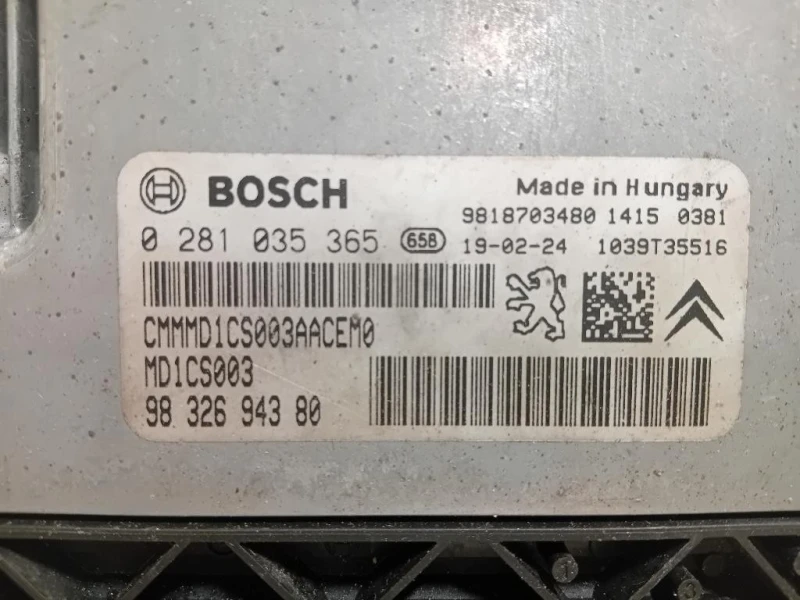 BOSCH
Made in Hungary
9818703480 1415 0381
0 281 035 365 658 19-02-24 1039T35516
CMMMD1CS003AACEM0
MD1CS003
98 326 943 80